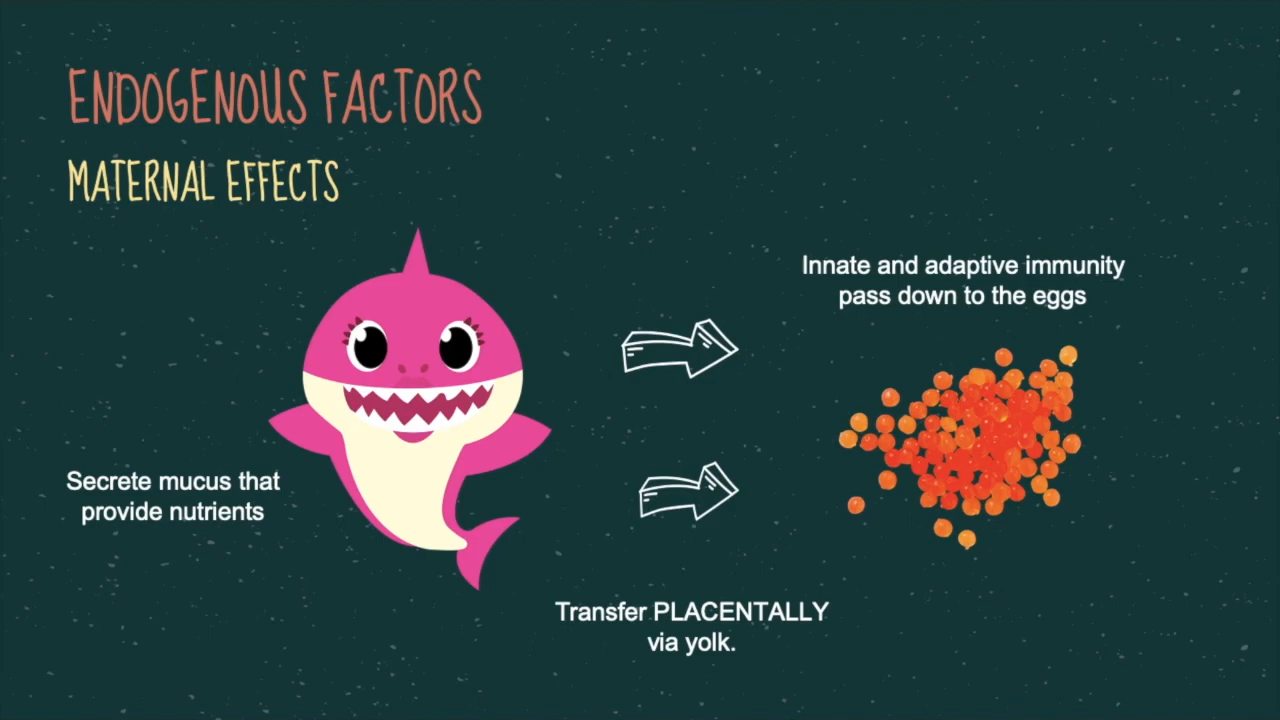 ENDOGENOUS FACTORS
MATERNAL EFFECTS
Innate and adaptive immunity
pass down to the eggs
Secrete mucus that
provide nutrients
Transfer PLACENTALLY
via yolk.